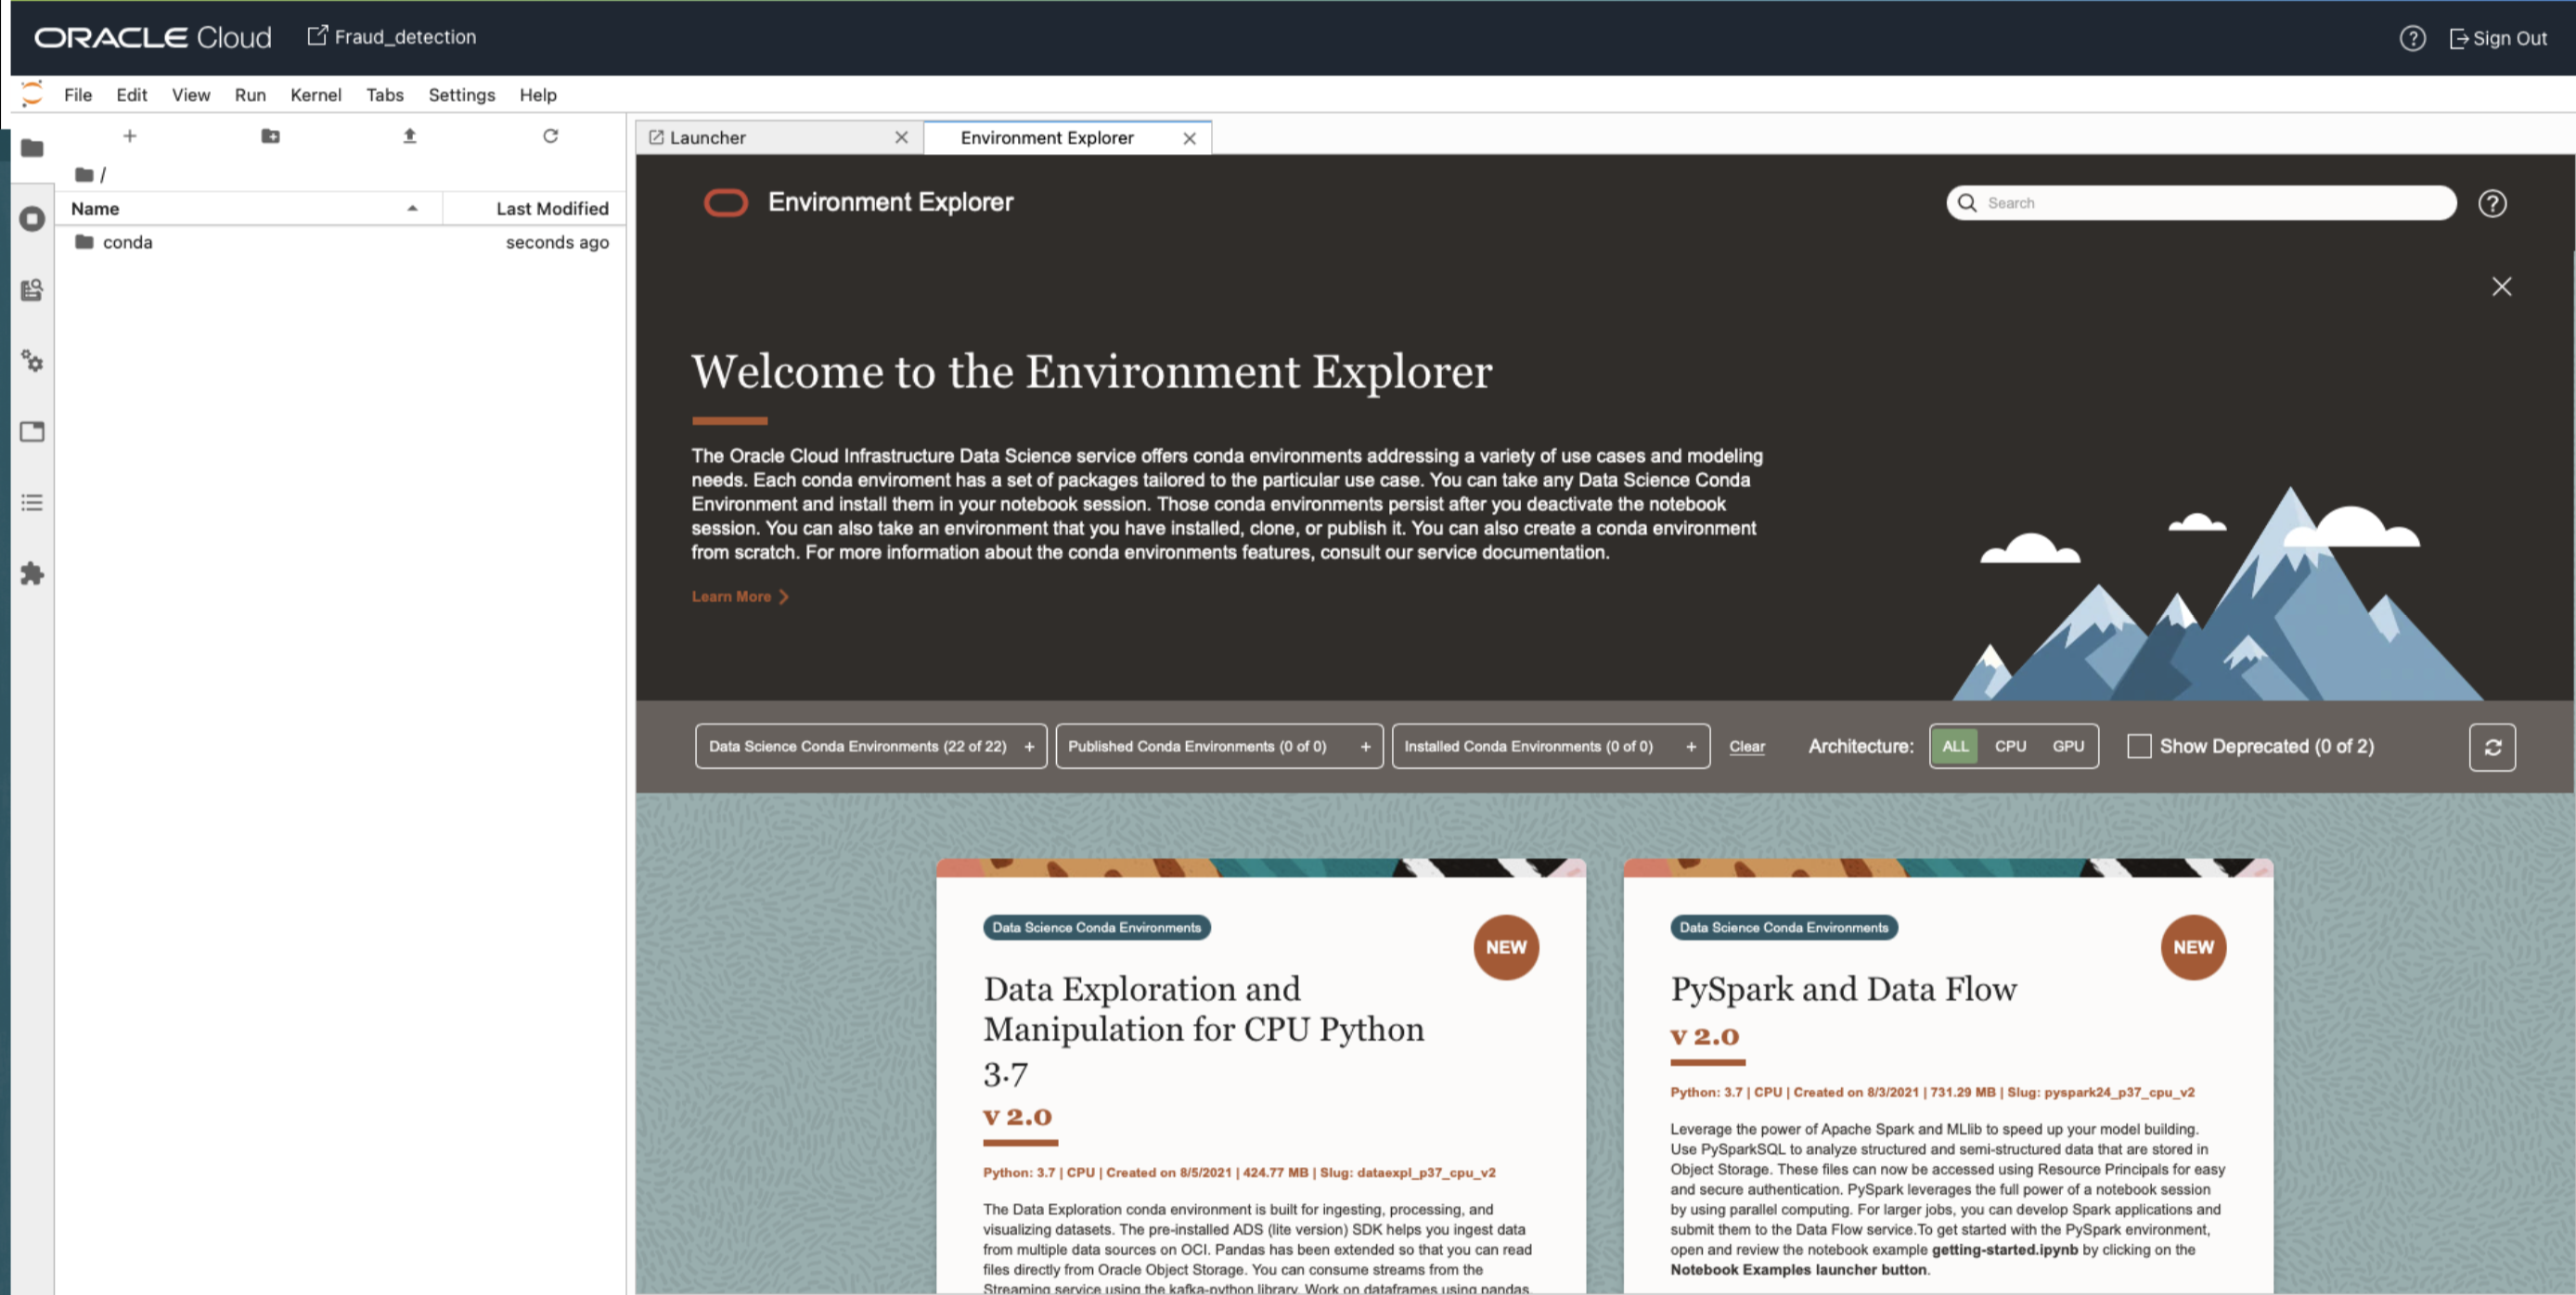 ORACLE Cloud Fraud_detection Sign Out
File Edit View Run Kernel Tabs Settings Help
/
Name Last Modified
conda seconds ago
Launcher Environment Explorer
Environment Explorer Search
Welcome to the Environment Explorer
The Oracle Cloud Infrastructure Data Science service offers conda environments addressing a variety of use cases and modeling
needs. Each conda enviroment has a set of packages tailored to the particular use case. You can take any Data Science Conda
Environment and install them in your notebook session. Those conda environments persist after you deactivate the notebook
session. You can also take an environment that you have installed, clone, or publish it. You can also create a conda environment
from scratch. For more information about the conda environments features, consult our service documentation.
Learn More
Data Science Conda Environments (22 of 22) + Published Conda Environments (0 of 0) + Installed Conda Environments (0 of 0) + Clear Architecture: ALL CPU GPU Show Deprecated (0 of 2)
Data Science Conda Environments
NEW
Data Exploration and
Manipulation for CPU Python
3.7
v 2.0
Python: 3.7 | CPU | Created on 8/5/2021 | 424.77 MB | Slug: dataexpl_p37_cpu_v2
The Data Exploration conda environment is built for ingesting, processing, and
visualizing datasets. The pre-installed ADS (lite version) SDK helps you ingest data
from multiple data sources on OCI. Pandas has been extended so that you can read
files directly from Oracle Object Storage. You can consume streams from the
Streaming service using the kafka-python library. Work on dataframes using pandas,
Data Science Conda Environments
NEW
PySpark and Data Flow
v 2.0
Python: 3.7 | CPU | Created on 8/3/2021 | 731.29 MB | Slug: pyspark24_p37_cpu_v2
Leverage the power of Apache Spark and MLlib to speed up your model building.
Use PySparkSQL to analyze structured and semi-structured data that are stored in
Object Storage. These files can now be accessed using Resource Principals for easy
and secure authentication. PySpark leverages the full power of a notebook session
by using parallel computing. For larger jobs, you can develop Spark applications and
submit them to the Data Flow service.To get started with the PySpark environment,
open and review the notebook example getting-started.ipynb by clicking on the
Notebook Examples launcher button.